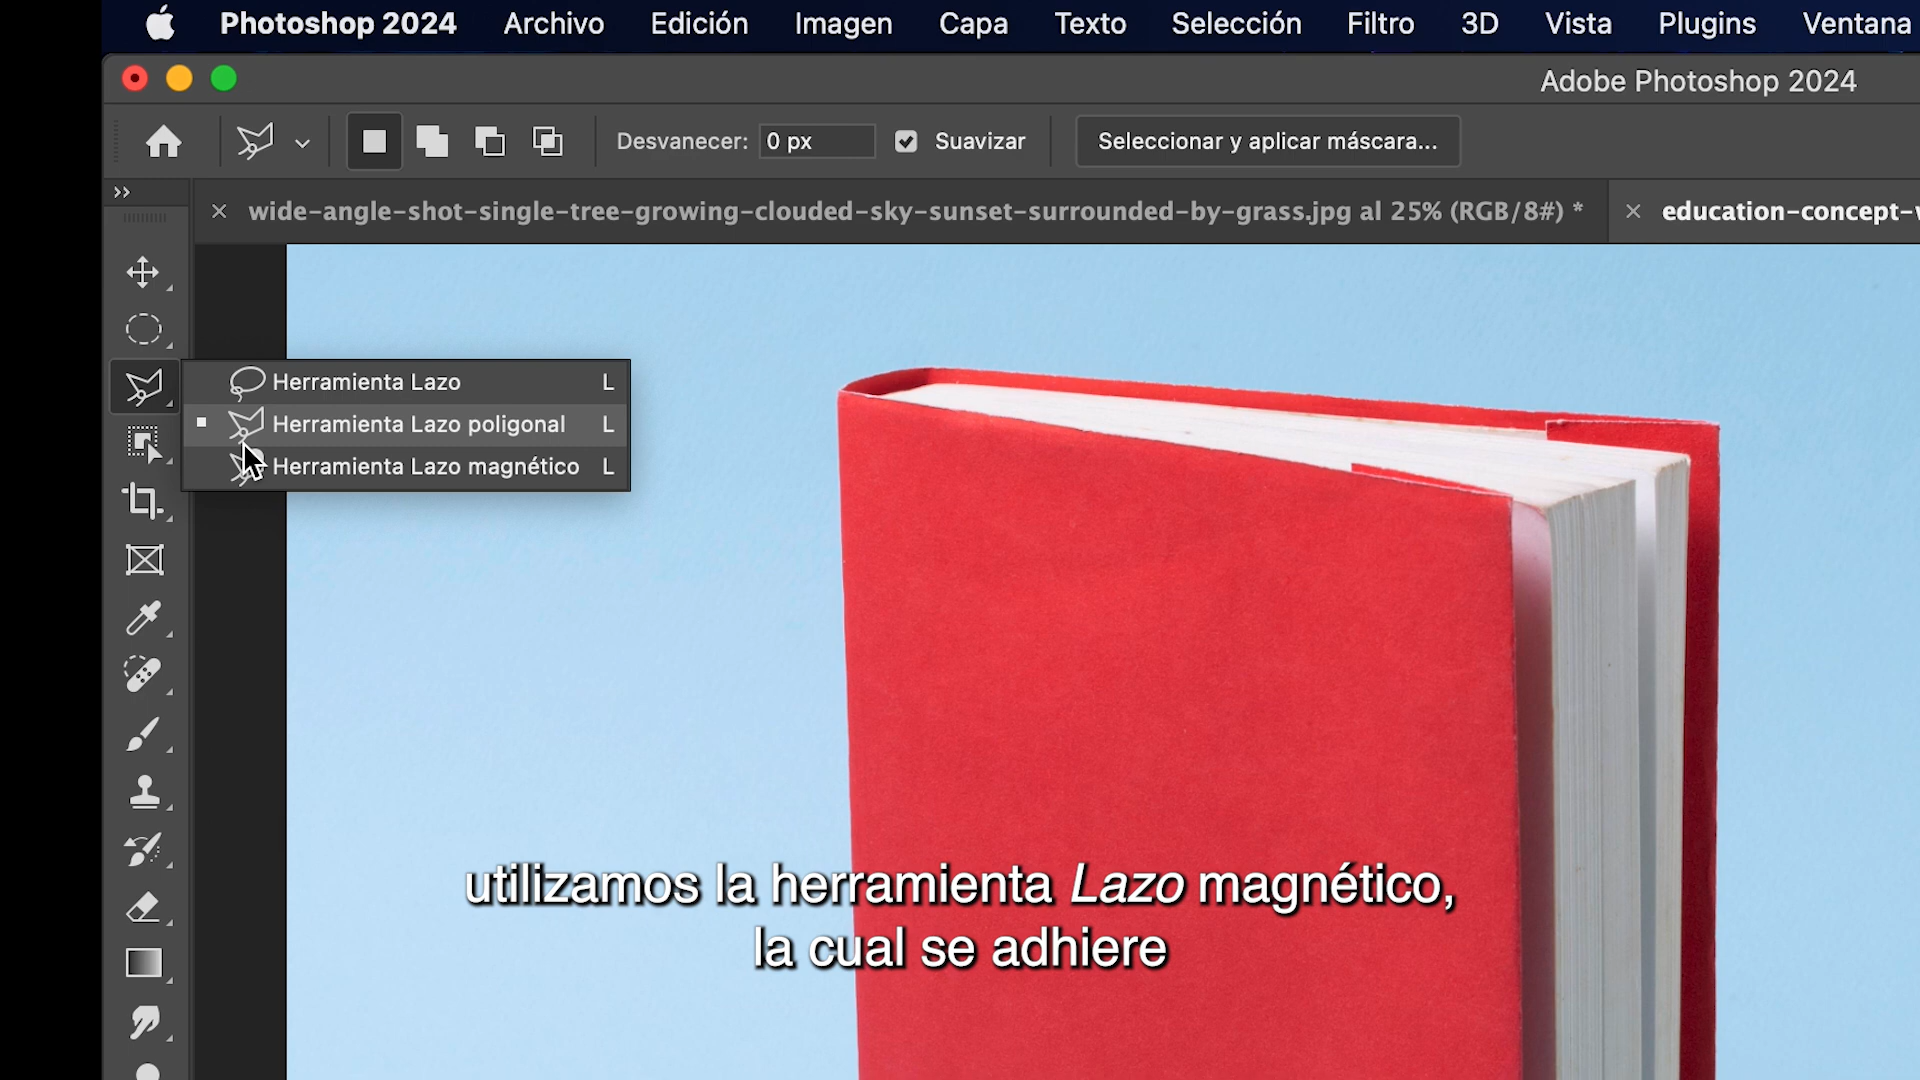 Photoshop 2024 Archivo Edición Imagen Capa Texto Selección Filtro 3D Vista Plugins Ventana
Adobe Photoshop 2024
Desvanecer: 0 px Suavizar Seleccionar y aplicar máscara...
wide-angle-shot-single-tree-growing-clouded-sky-sunset-surrounded-by-grass.jpg al 25% (RGB/8#) * education-concept-
Herramienta Lazo L
Herramienta Lazo poligonal L
Herramienta Lazo magnético L
utilizamos la herramienta Lazo magnético,
la cual se adhiere